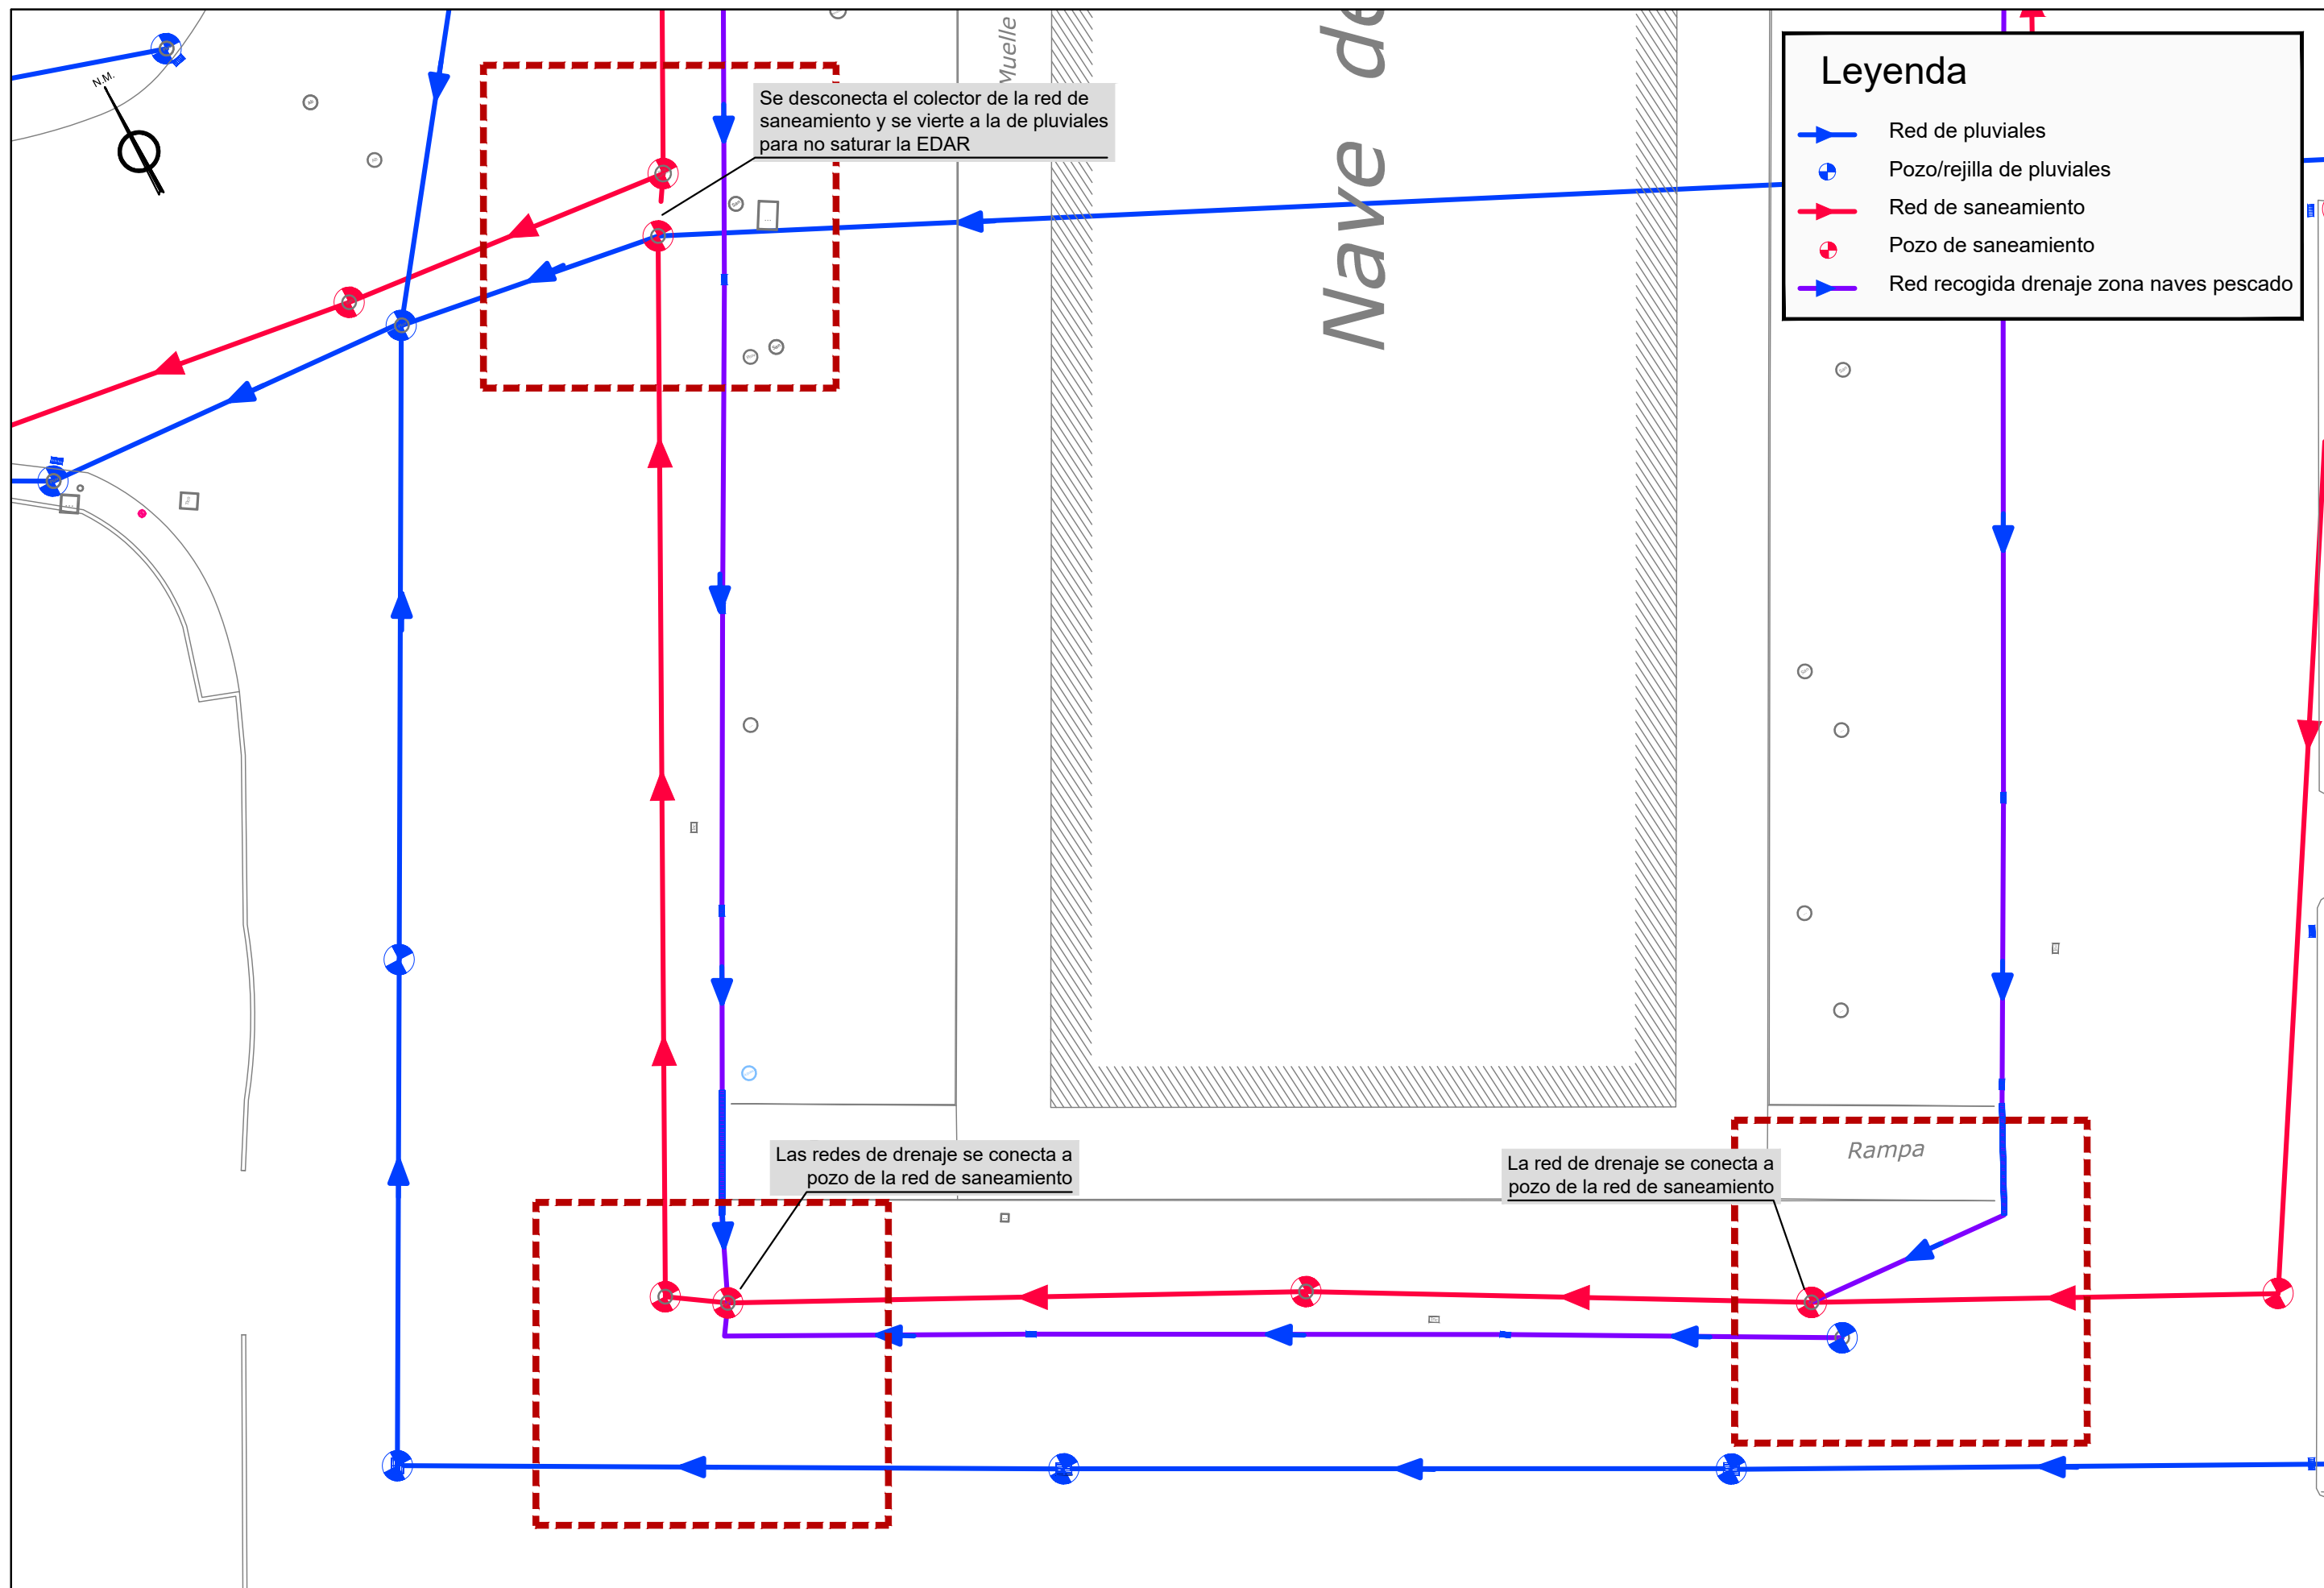 N.M.
Muelle
Nave de
Se desconecta el colector de la red de
saneamiento y se vierte a la de pluviales
para no saturar la EDAR
Leyenda
Red de pluviales
Pozo/rejilla de pluviales
Red de saneamiento
Pozo de saneamiento
Red recogida drenaje zona naves pescado
Las redes de drenaje se conecta a
pozo de la red de saneamiento
La red de drenaje se conecta a
pozo de la red de saneamiento
Rampa